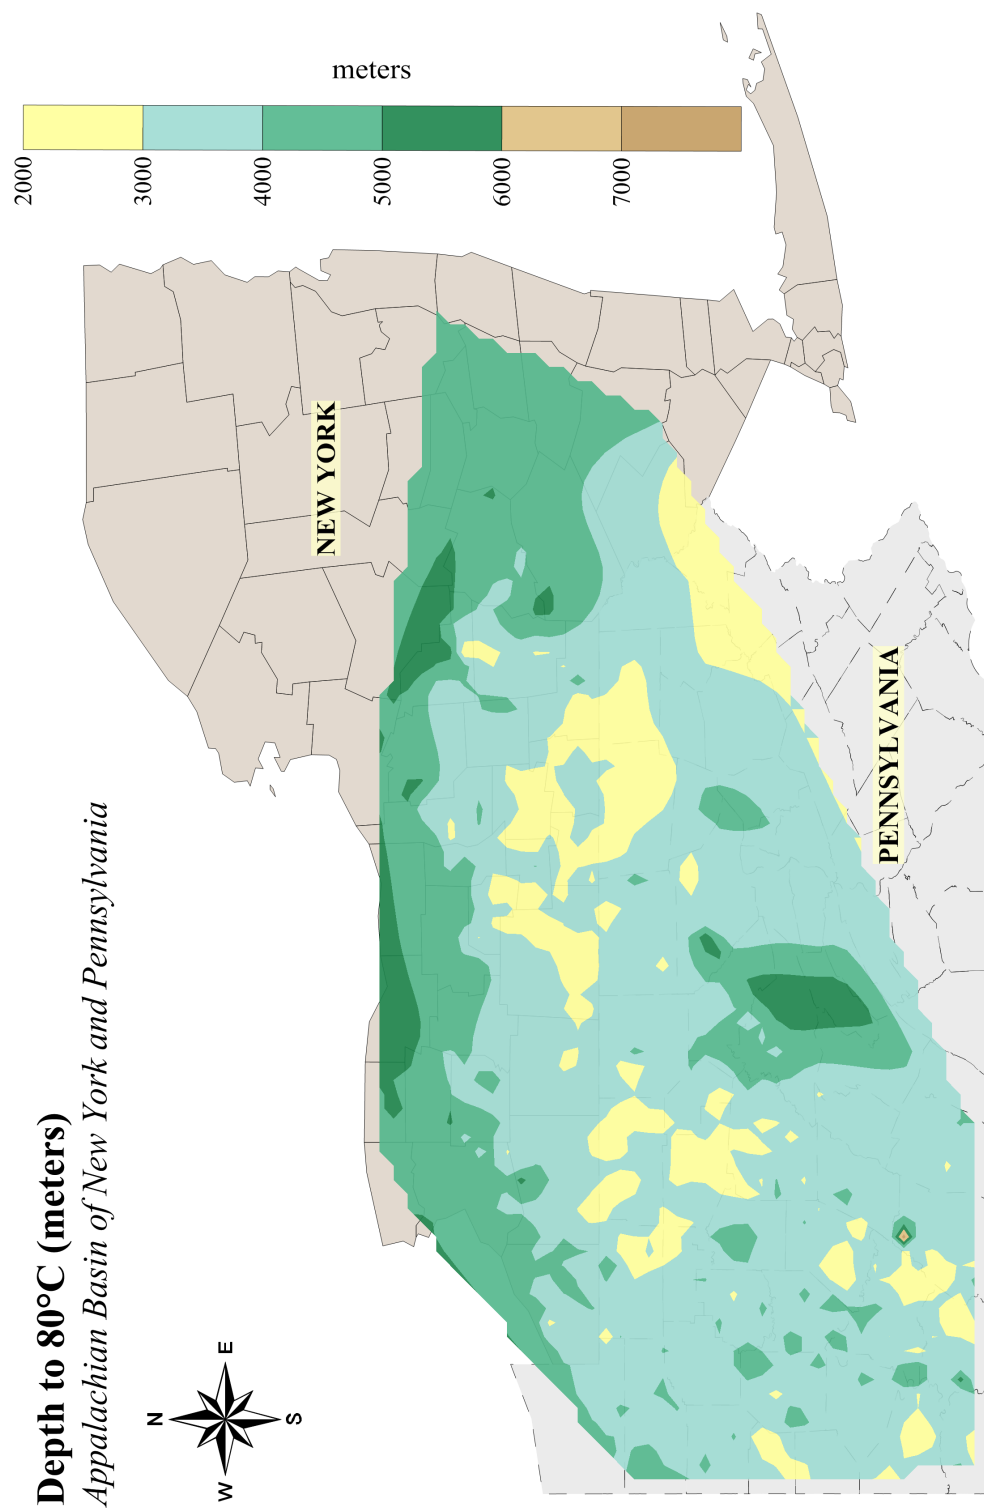 Depth to 80°C (meters)
Appalachian Basin of New York and Pennsylvania
N
W
E
S
NEW YORK
PENNSYLVANIA
meters
2000
3000
4000
5000
6000
7000